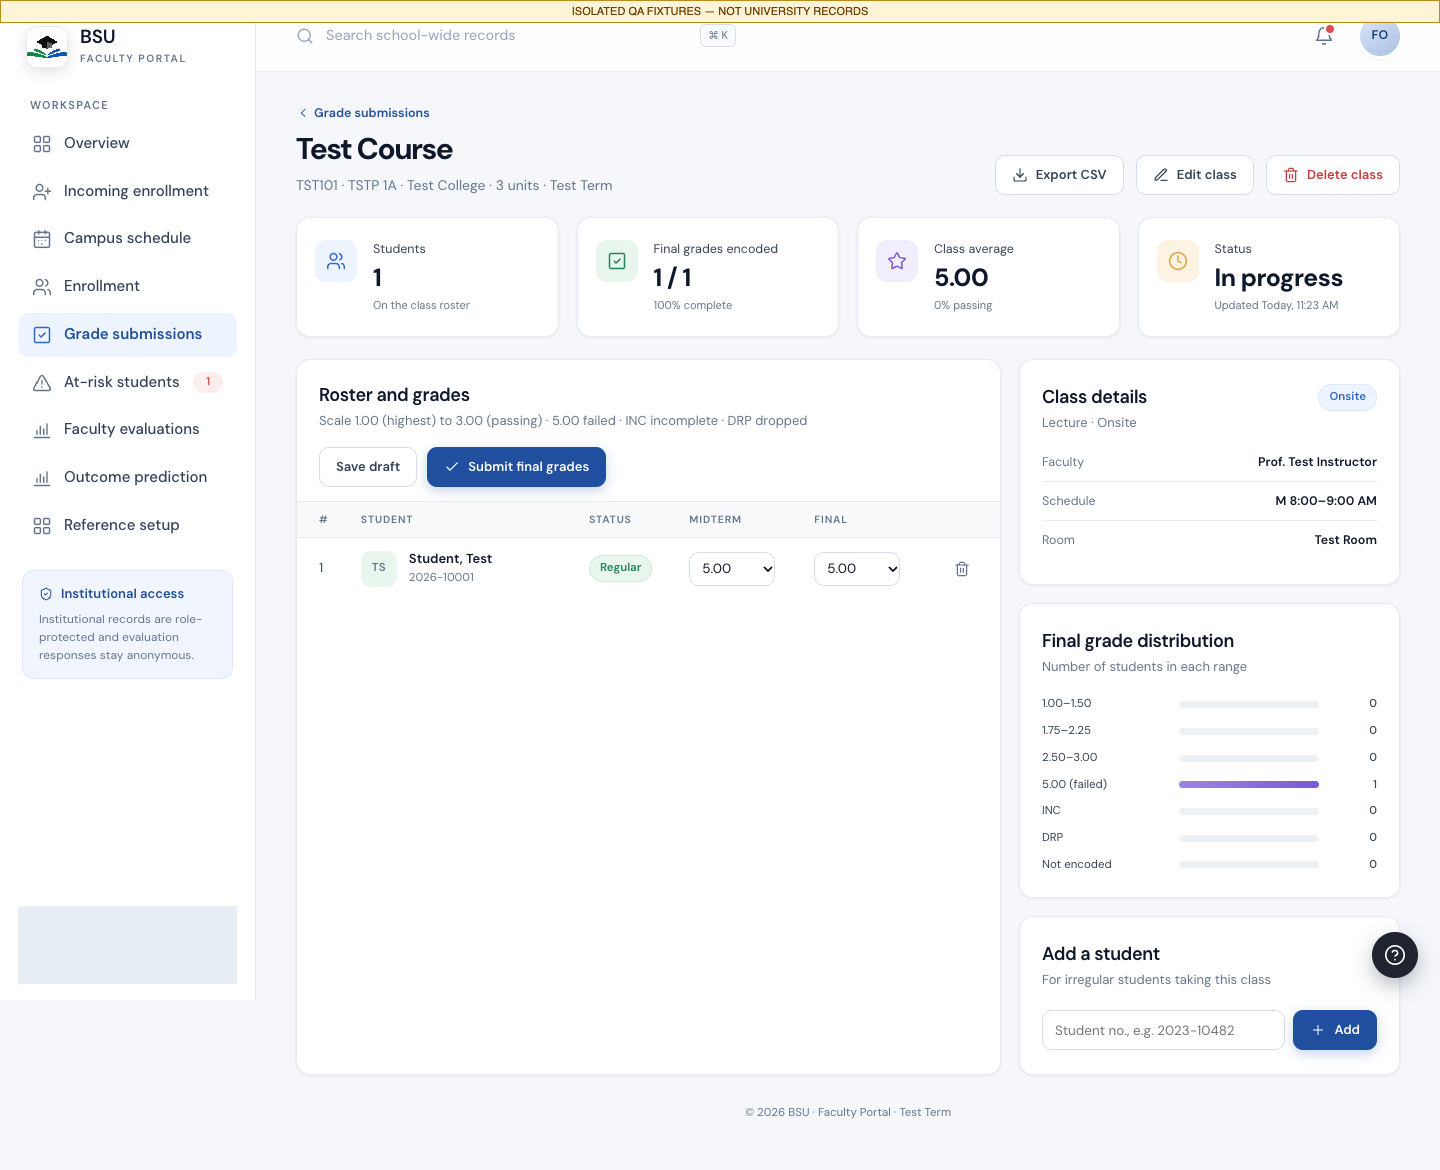 ISOLATED QA FIXTURES — NOT UNIVERSITY RECORDS
BSU
FACULTY PORTAL
Search school-wide records
⌘ K
FO
WORKSPACE
Overview
Incoming enrollment
Campus schedule
Enrollment
Grade submissions
At-risk students 1
Faculty evaluations
Outcome prediction
Reference setup
Institutional access
Institutional records are role-
protected and evaluation
responses stay anonymous.
Grade submissions
Test Course
TST101 · TSTP 1A · Test College · 3 units · Test Term
Export CSV
Edit class
Delete class
Students
1
On the class roster
Final grades encoded
1 / 1
100% complete
Class average
5.00
0% passing
Status
In progress
Updated Today, 11:23 AM
Roster and grades
Scale 1.00 (highest) to 3.00 (passing) · 5.00 failed · INC incomplete · DRP dropped
Save draft
Submit final grades
# STUDENT STATUS MIDTERM FINAL
1 TS Student, Test Regular 5.00 5.00
2026-10001
Class details
Onsite
Lecture · Onsite
Faculty Prof. Test Instructor
Schedule M 8:00–9:00 AM
Room Test Room
Final grade distribution
Number of students in each range
1.00–1.50 0
1.75–2.25 0
2.50–3.00 0
5.00 (failed) 1
INC 0
DRP 0
Not encoded 0
Add a student
For irregular students taking this class
Student no., e.g. 2023-10482
Add
© 2026 BSU · Faculty Portal · Test Term